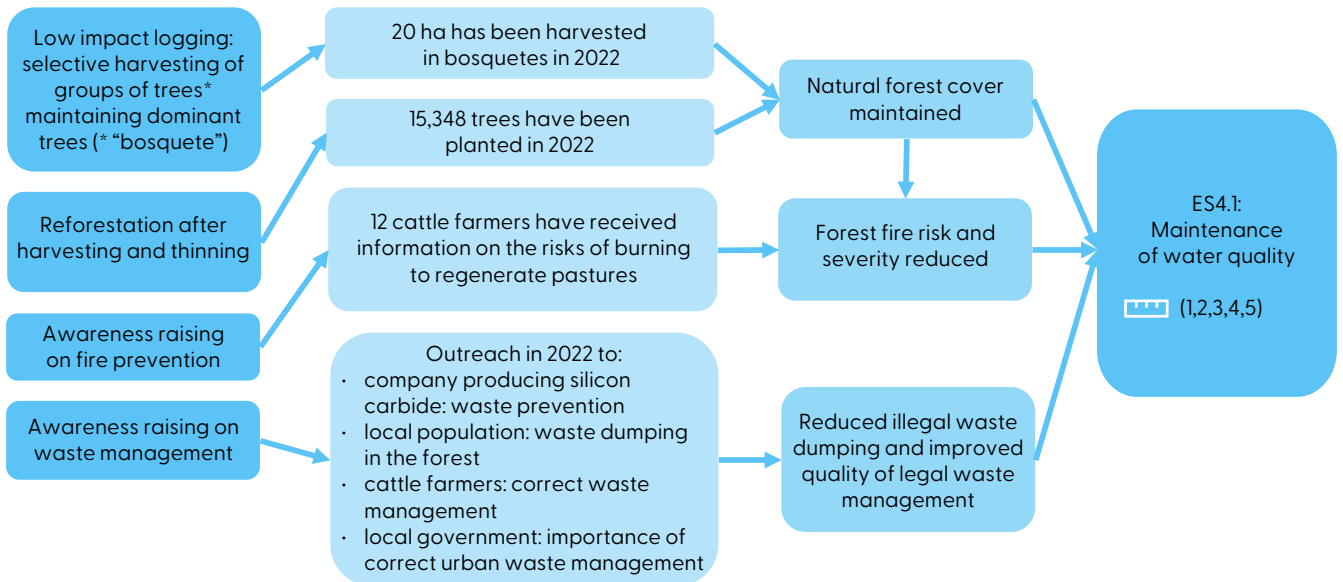 Low impact logging:
selective harvesting of
groups of trees*
maintaining dominant
trees (* “bosquete”)
Reforestation after
harvesting and thinning
Awareness raising
on fire prevention
Awareness raising on
waste management
20 ha has been harvested
in bosquetes in 2022
15,348 trees have been
planted in 2022
12 cattle farmers have received
information on the risks of burning
to regenerate pastures
Outreach in 2022 to:
· company producing silicon
carbide: waste prevention
· local population: waste dumping
in the forest
· cattle farmers: correct waste
management
· local government: importance of
correct urban waste management
Natural forest cover
maintained
Forest fire risk and
severity reduced
Reduced illegal waste
dumping and improved
quality of legal waste
management
ES4.1:
Maintenance
of water quality
(1,2,3,4,5)